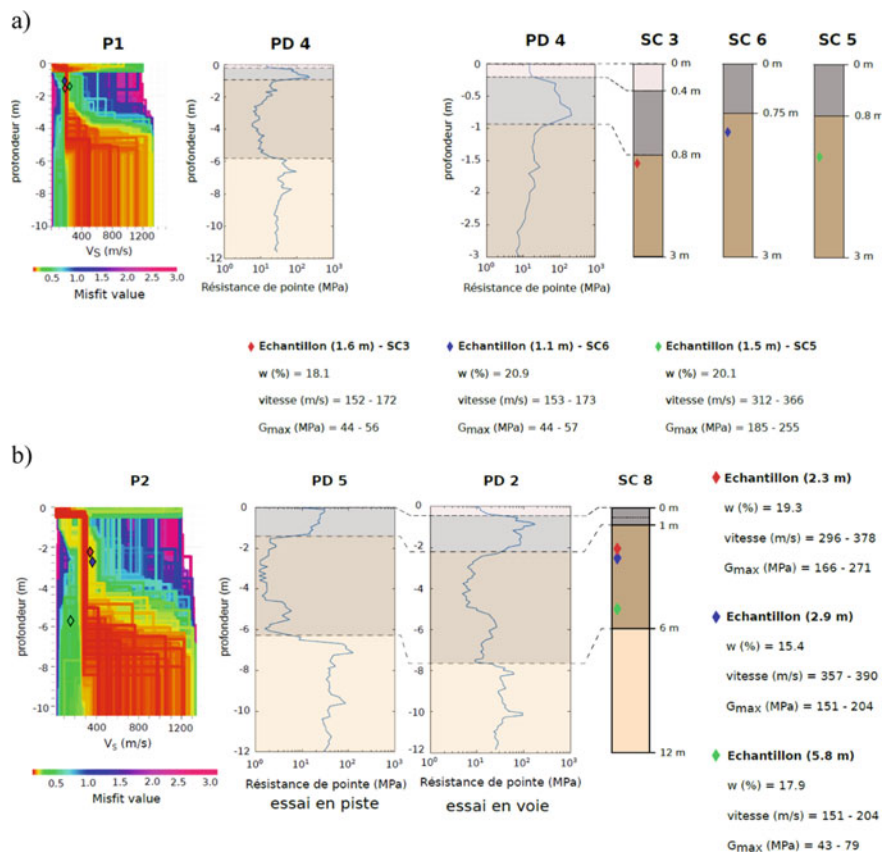 a)
P1
PD 4
PD 4
SC 3
SC 6
SC 5
profondeur (m)
0
-2
-4
-6
-8
-10
400 800 1200
V_S (m/s)
0.5 1.0 1.5 2.0 2.5 3.0
Misfit value
0
-2
-4
-6
-8
-10
-12
10^0 10^1 10^2 10^3
Résistance de pointe (MPa)
profondeur (m)
0
-0.5
-1
-1.5
-2
-2.5
-3
10^0 10^1 10^2 10^3
Résistance de pointe (MPa)
0 m
0.4 m
0.8 m
3 m
0 m
0.75 m
3 m
0 m
0.8 m
3 m
Echantillon (1.6 m) - SC3
w (%) = 18.1
vitesse (m/s) = 152 - 172
G_max (MPa) = 44 - 56
Echantillon (1.1 m) - SC6
w (%) = 20.9
vitesse (m/s) = 153 - 173
G_max (MPa) = 44 - 57
Echantillon (1.5 m) - SC5
w (%) = 20.1
vitesse (m/s) = 312 - 366
G_max (MPa) = 185 - 255
b)
P2
PD 5
PD 2
SC 8
profondeur (m)
0
-2
-4
-6
-8
-10
400 800 1200
V_S (m/s)
0.5 1.0 1.5 2.0 2.5 3.0
Misfit value
profondeur (m)
0
-2
-4
-6
-8
-10
-12
10^0 10^1 10^2 10^3
Résistance de pointe (MPa)
essai en piste
0
-2
-4
-6
-8
-10
-12
10^0 10^1 10^2 10^3
Résistance de pointe (MPa)
essai en voie
0 m
1 m
6 m
12 m
Echantillon (2.3 m)
w (%) = 19.3
vitesse (m/s) = 296 - 378
G_max (MPa) = 166 - 271
Echantillon (2.9 m)
w (%) = 15.4
vitesse (m/s) = 357 - 390
G_max (MPa) = 151 - 204
Echantillon (5.8 m)
w (%) = 17.9
vitesse (m/s) = 151 - 204
G_max (MPa) = 43 - 79